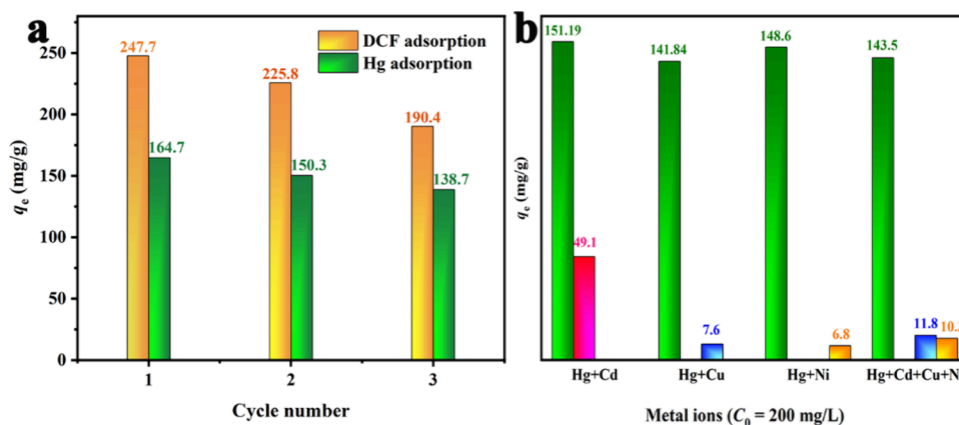 a
DCF adsorption
Hg adsorption
247.7
225.8
190.4
164.7
150.3
138.7
250
200
150
100
50
0
qe (mg/g)
1 2 3
Cycle number
b
151.19
141.84
148.6
143.5
49.1
7.6
6.8
11.8
qe (mg/g)
Hg+Cd Hg+Cu Hg+Ni Hg+Cd+Cu+N
Metal ions (C₀ = 200 mg/L)